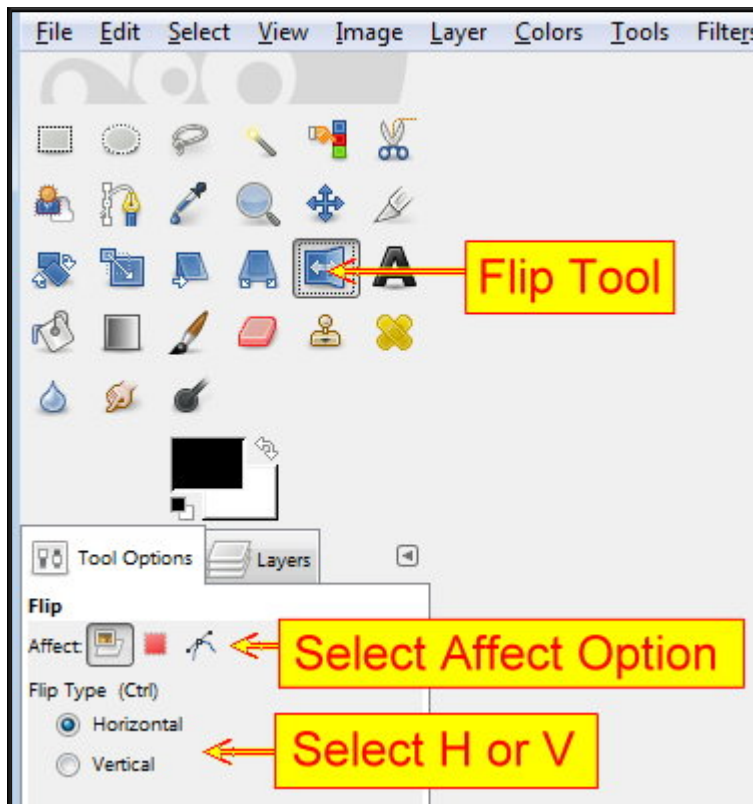 File Edit Select View Image Layer Colors Tools Filters
Flip Tool
Tool Options Layers
Flip
Affect:
Select Affect Option
Flip Type (Ctrl)
Horizontal
Select H or V
Vertical